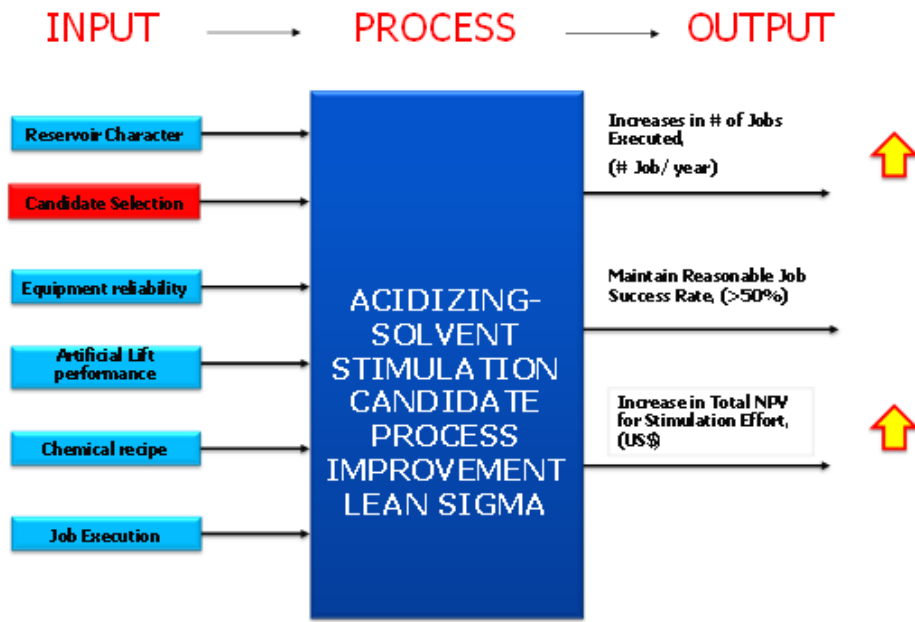 INPUT
PROCESS
OUTPUT
Reservoir Character
Candidate Selection
Equipment reliability
Artificial Lift
performance
Chemical recipe
Job Execution
ACIDIZING-
SOLVENT
STIMULATION
CANDIDATE
PROCESS
IMPROVEMENT
LEAN SIGMA
Increases in # of Jobs
Executed,
(# Job/ year)
Maintain Reasonable Job
Success Rate, (>50%)
Increase in Total NPV
for Stimulation Effort,
(US$)